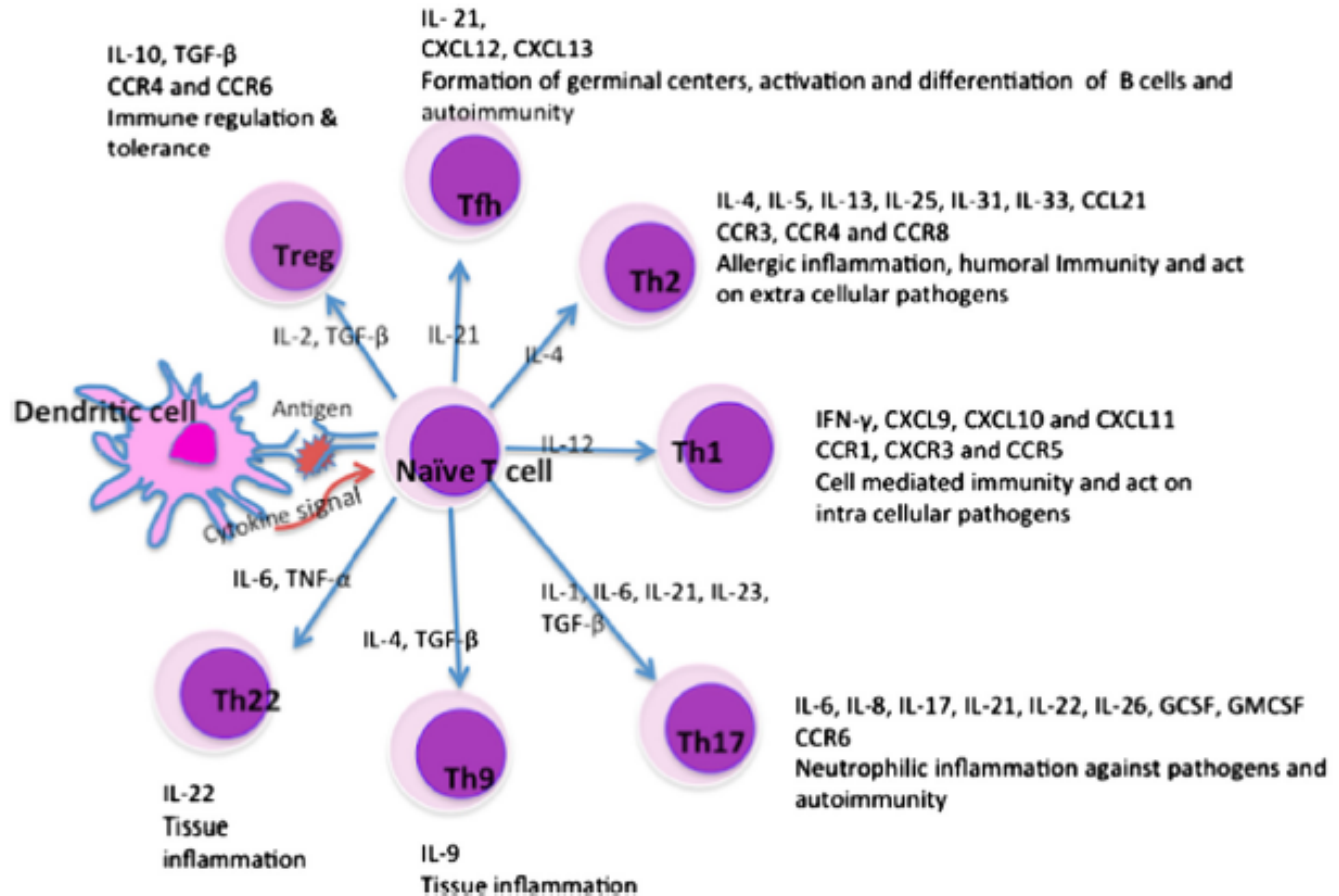 IL-10, TGF-β
CCR4 and CCR6
Immune regulation &
tolerance
IL- 21,
CXCL12, CXCL13
Formation of germinal centers, activation and differentiation of B cells and
autoimmunity
Treg
Tfh
Th2
IL-4, IL-5, IL-13, IL-25, IL-31, IL-33, CCL21
CCR3, CCR4 and CCR8
Allergic inflammation, humoral Immunity and act
on extra cellular pathogens
IL-2, TGF-β
IL-21
IL-4
Dendritic cell
Antigen
Cytokine signal
Naïve T cell
IL-12
Th1
IFN-γ, CXCL9, CXCL10 and CXCL11
CCR1, CXCR3 and CCR5
Cell mediated immunity and act on
intra cellular pathogens
IL-6, TNF-α
IL-4, TGF-β
IL-1, IL-6, IL-21, IL-23,
TGF-β
Th22
IL-22
Tissue
inflammation
Th9
IL-9
Tissue inflammation
Th17
IL-6, IL-8, IL-17, IL-21, IL-22, IL-26, GCSF, GMCSF
CCR6
Neutrophilic inflammation against pathogens and
autoimmunity